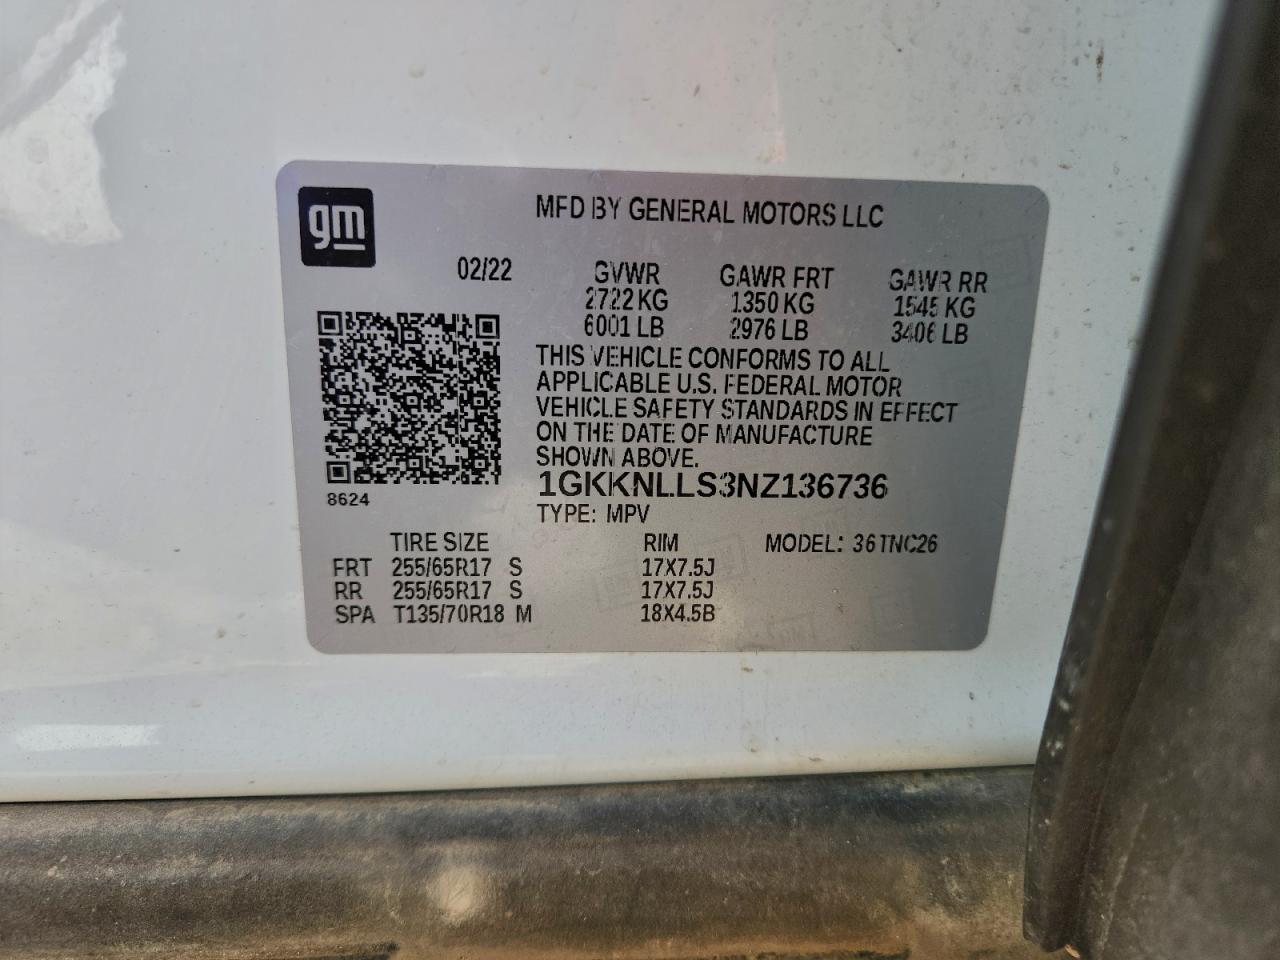 gm
MFD BY GENERAL MOTORS LLC
02/22 GVWR GAWR FRT GAWR RR
2722 KG 1350 KG 1545 KG
6001 LB 2976 LB 3406 LB
THIS VEHICLE CONFORMS TO ALL
APPLICABLE U.S. FEDERAL MOTOR
VEHICLE SAFETY STANDARDS IN EFFECT
ON THE DATE OF MANUFACTURE
SHOWN ABOVE.
1GKKNLLS3NZ136736
8624
TYPE: MPV
TIRE SIZE RIM MODEL: 361NC26
FRT 255/65R17 S 17X7.5J
RR 255/65R17 S 17X7.5J
SPA T135/70R18 M 18X4.5B